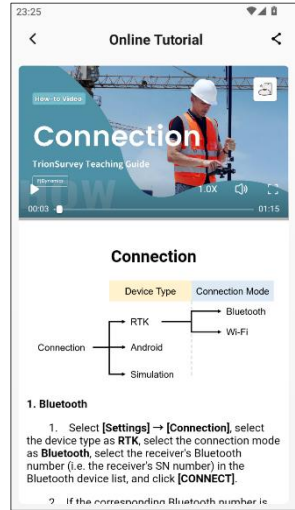 23:25
Online Tutorial
How-to Video
Connection
TrionSurvey Teaching Guide
FJDynamics
1.0X
00:03
01:15
Connection
Device Type
Connection Mode
Connection
RTK
Android
Simulation
Bluetooth
Wi-Fi
1. Bluetooth
1. Select [Settings] → [Connection], select
the device type as RTK, select the connection mode
as Bluetooth, select the receiver's Bluetooth
number (i.e. the receiver's SN number) in the
Bluetooth device list, and click [CONNECT].
2. If the corresponding Bluetooth number is